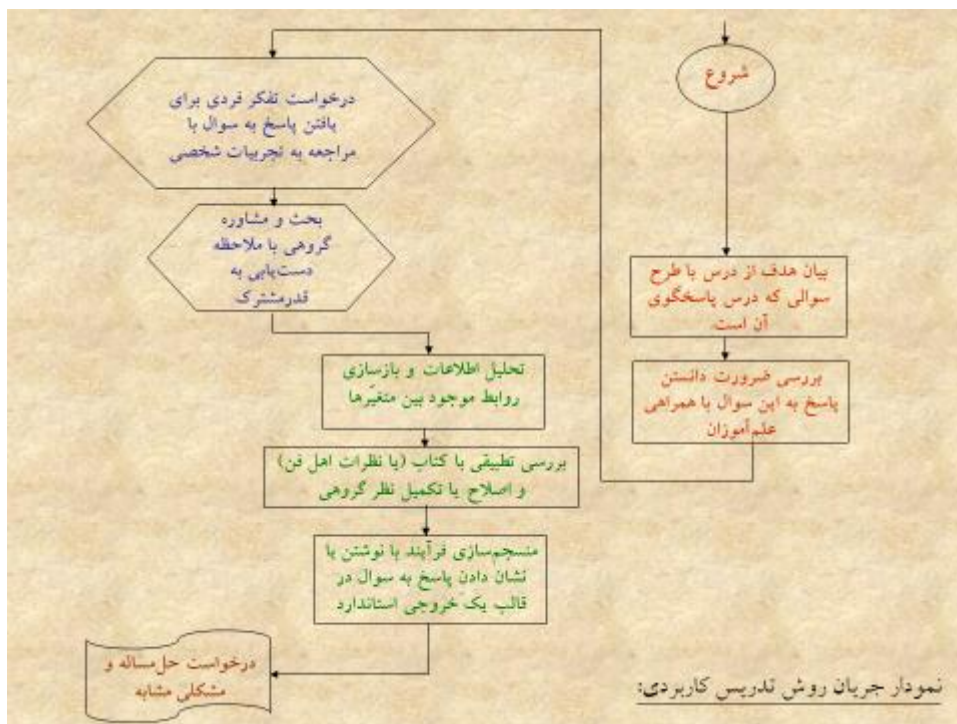 شروع
بیان هدف از درس با طرح
سوالی که درس پاسخگوی
آن است.
بررسی ضرورت دانستن
پاسخ به این سوال با همراهی
علم‌آموزان
درخواست تفکر فردی برای
یافتن پاسخ به سوال با
مراجعه به تجربیات شخصی
بحث و مشاوره
گروهی با ملاحظه
دست‌یابی به
قدرمشترک
تحلیل اطلاعات و بازسازی
روابط موجود بین متغیّرها
بررسی تطبیقی با کتاب (یا نظرات اهل فن)
و اصلاح یا تکمیل نظر گروهی
منسجم‌سازی فرآیند با نوشتن یا
نشان دادن پاسخ به سوال در
قالب یک خروجی استاندارد
درخواست حل‌مساله و
مشکلی مشابه
نمودار جریان روش تدریس کاربردی: